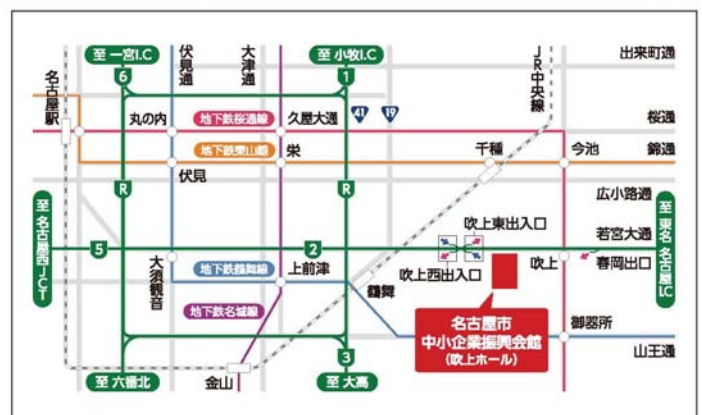 至 一宮I.C
伏見通
大津通
至 小牧I.C
JR中央線
出来町通
名古屋駅
6
1
丸の内
地下鉄桜通線
久屋大通
41
19
桜通
地下鉄東山線
栄
千種
今池
錦通
伏見
R
R
広小路通
至 名古屋西J.C.T
吹上東出入口
若宮大通
至 東名 名古屋I.C
5
2
大須観音
地下鉄鶴舞線
上前津
吹上西出入口
吹上
春岡出口
鶴舞
地下鉄名城線
名古屋市
中小企業振興会館
(吹上ホール)
御器所
3
山王通
至 六番北
金山
至 大高